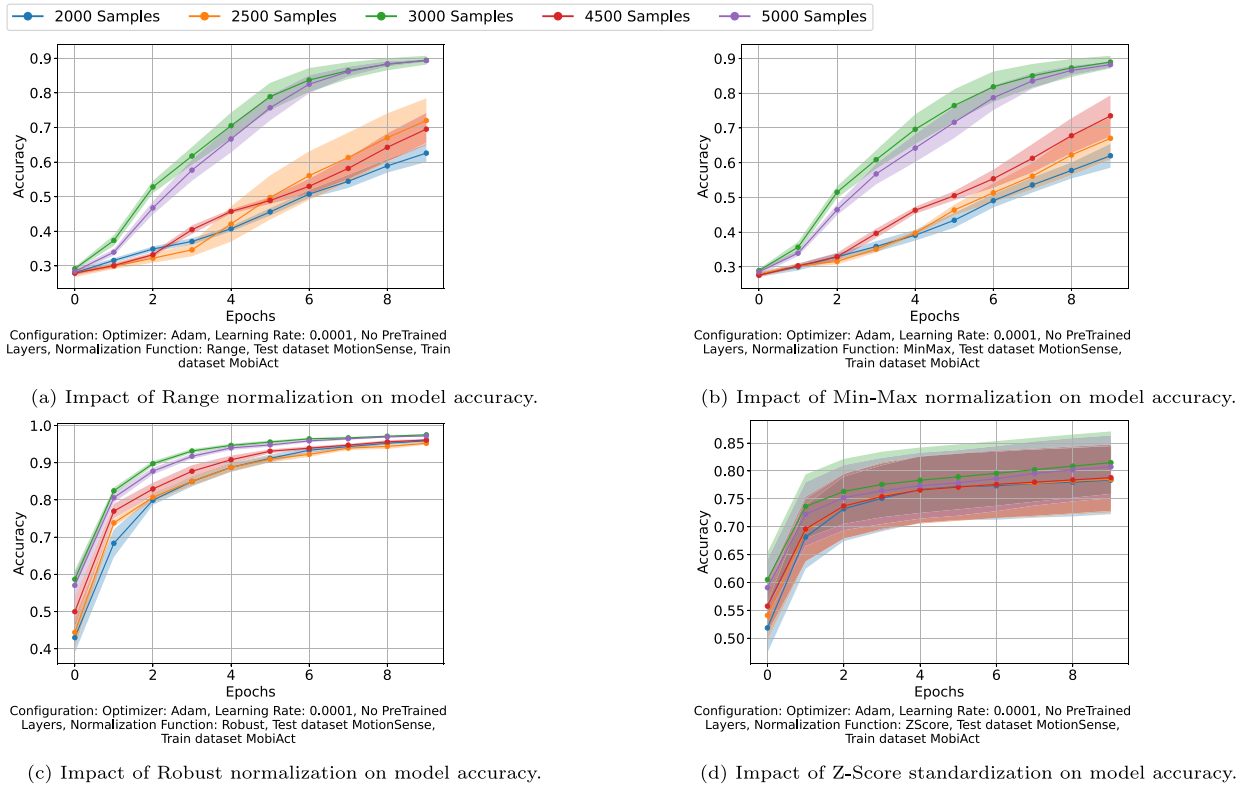 2000 Samples 2500 Samples 3000 Samples 4500 Samples 5000 Samples
0.9
0.8
0.7
0.6
0.5
0.4
0.3
Accuracy
0 2 4 6 8
Epochs
Configuration: Optimizer: Adam, Learning Rate: 0.0001, No PreTrained
Layers, Normalization Function: Range, Test dataset MotionSense, Train
dataset MobiAct
(a) Impact of Range normalization on model accuracy.
0.9
0.8
0.7
0.6
0.5
0.4
0.3
Accuracy
0 2 4 6 8
Epochs
Configuration: Optimizer: Adam, Learning Rate: 0.0001, No PreTrained
Layers, Normalization Function: MinMax, Test dataset MotionSense,
Train dataset MobiAct
(b) Impact of Min-Max normalization on model accuracy.
1.0
0.9
0.8
0.7
0.6
0.5
0.4
Accuracy
0 2 4 6 8
Epochs
Configuration: Optimizer: Adam, Learning Rate: 0.0001, No PreTrained
Layers, Normalization Function: Robust, Test dataset MotionSense,
Train dataset MobiAct
(c) Impact of Robust normalization on model accuracy.
0.85
0.80
0.75
0.70
0.65
0.60
0.55
0.50
Accuracy
0 2 4 6 8
Epochs
Configuration: Optimizer: Adam, Learning Rate: 0.0001, No PreTrained
Layers, Normalization Function: ZScore, Test dataset MotionSense,
Train dataset MobiAct
(d) Impact of Z-Score standardization on model accuracy.